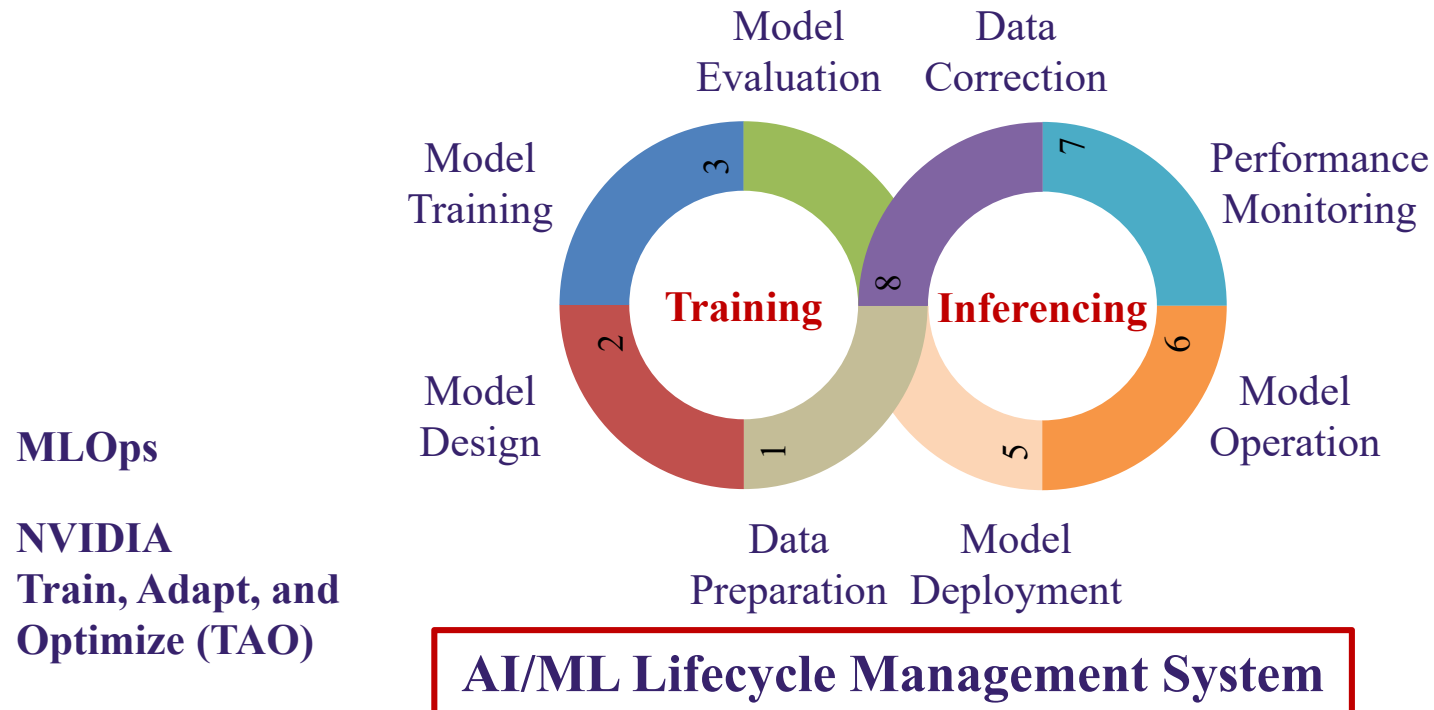 Model
Evaluation
Data
Correction
Model
Training
3
7
Performance
Monitoring
Training
8
Inferencing
2
6
Model
Design
1
5
Model
Operation
MLOps
NVIDIA
Train, Adapt, and
Optimize (TAO)
Data
Preparation
Model
Deployment
AI/ML Lifecycle Management System